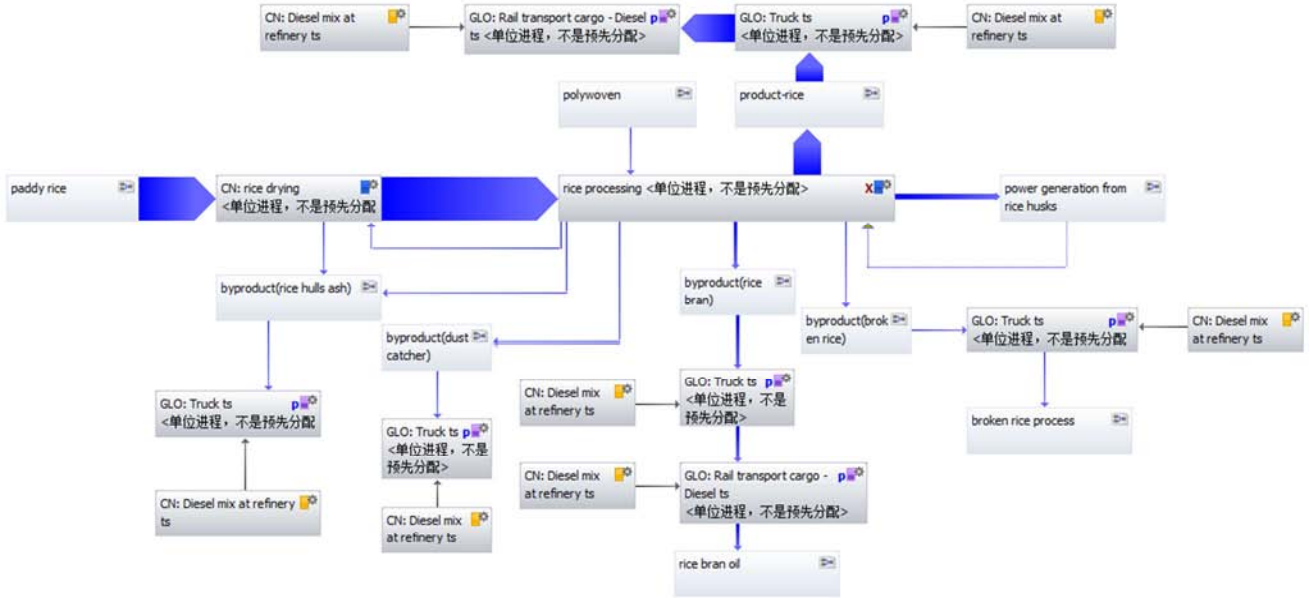 CN: Diesel mix at
refinery ts
GLO: Rail transport cargo - Diesel
ts <单位进程，不是预先分配>
GLO: Truck ts
<单位进程，不是预先分配>
CN: Diesel mix at
refinery ts
polywoven
product-rice
paddy rice
CN: rice drying
<单位进程，不是预先分配
rice processing <单位进程，不是预先分配>
power generation from
rice husks
byproduct(rice hulls ash)
byproduct(rice
bran)
byproduct(dust
catcher)
byproduct(brok
en rice)
GLO: Truck ts
<单位进程，不是预先分配>
CN: Diesel mix
at refinery ts
GLO: Truck ts
<单位进程，不是预先分配
GLO: Truck ts
<单位进程，不是
预先分配>
CN: Diesel mix
at refinery ts
GLO: Truck ts
<单位进程，不是
预先分配>
broken rice process
CN: Diesel mix at refinery
ts
CN: Diesel mix
at refinery ts
CN: Diesel mix
at refinery ts
GLO: Rail transport cargo -
Diesel ts
<单位进程，不是预先分配>
rice bran oil